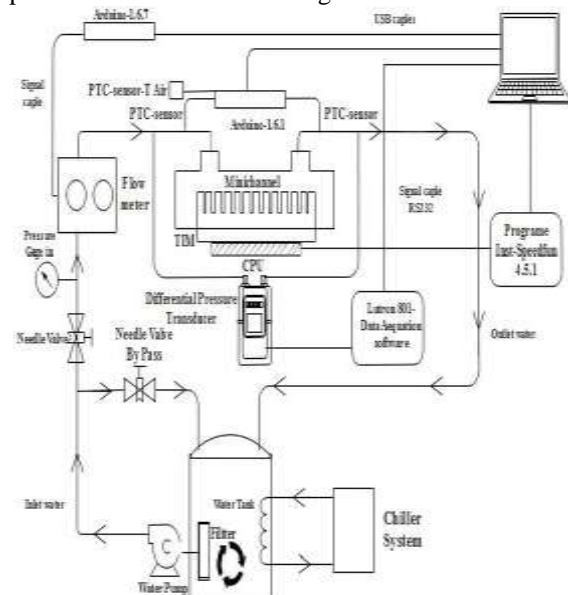 Arduino-1.6.7
USB caples
Signal
caple
PTC-sensor-T Air
PTC-sensor
PTC-sensor
Arduino-1.6.1
Minichannel
Flow
meter
Signal caple
RS232
TIM
Programe
Inst-Speedfun
4.5.1
Pressure
Gage in
CPU
Differential Pressure
Transducer
Lutron 801-
Data Aequation
software
Needle Valve
Needle Valve
By Pass
Outlet water
Inlet water
Water Tank
Filter
Chiller
System
Water Pump